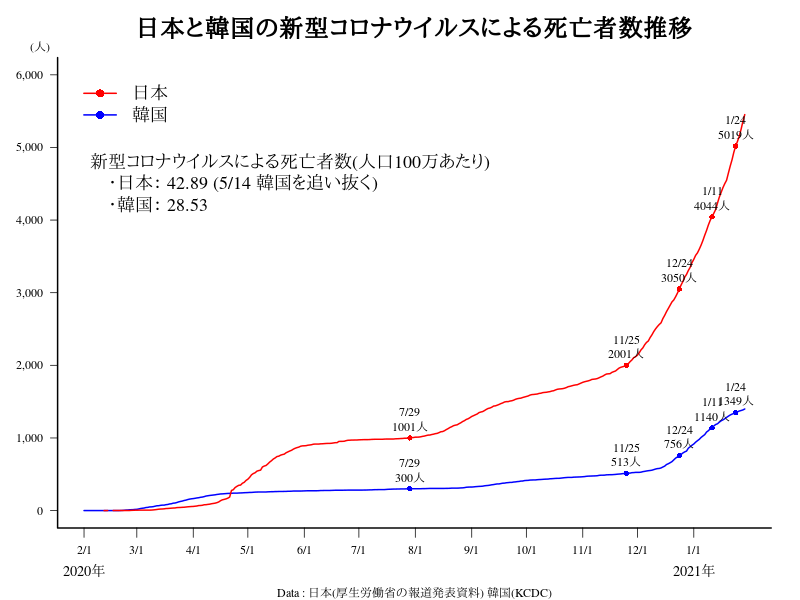 日本と韓国の新型コロナウイルスによる死亡者数推移
(人)
6,000
5,000
4,000
3,000
2,000
1,000
0
日本
韓国
新型コロナウイルスによる死亡者数(人口100万あたり)
・日本: 42.89 (5/14 韓国を追い抜く)
・韓国: 28.53
1/24
5019人
1/11
4044人
12/24
3050人
11/25
2001人
7/29
1001人
1/24
1349人
1/11
1140人
12/24
756人
11/25
513人
7/29
300人
2/1 3/1 4/1 5/1 6/1 7/1 8/1 9/1 10/1 11/1 12/1 1/1
2020年 2021年
Data : 日本(厚生労働省の報道発表資料) 韓国(KCDC)